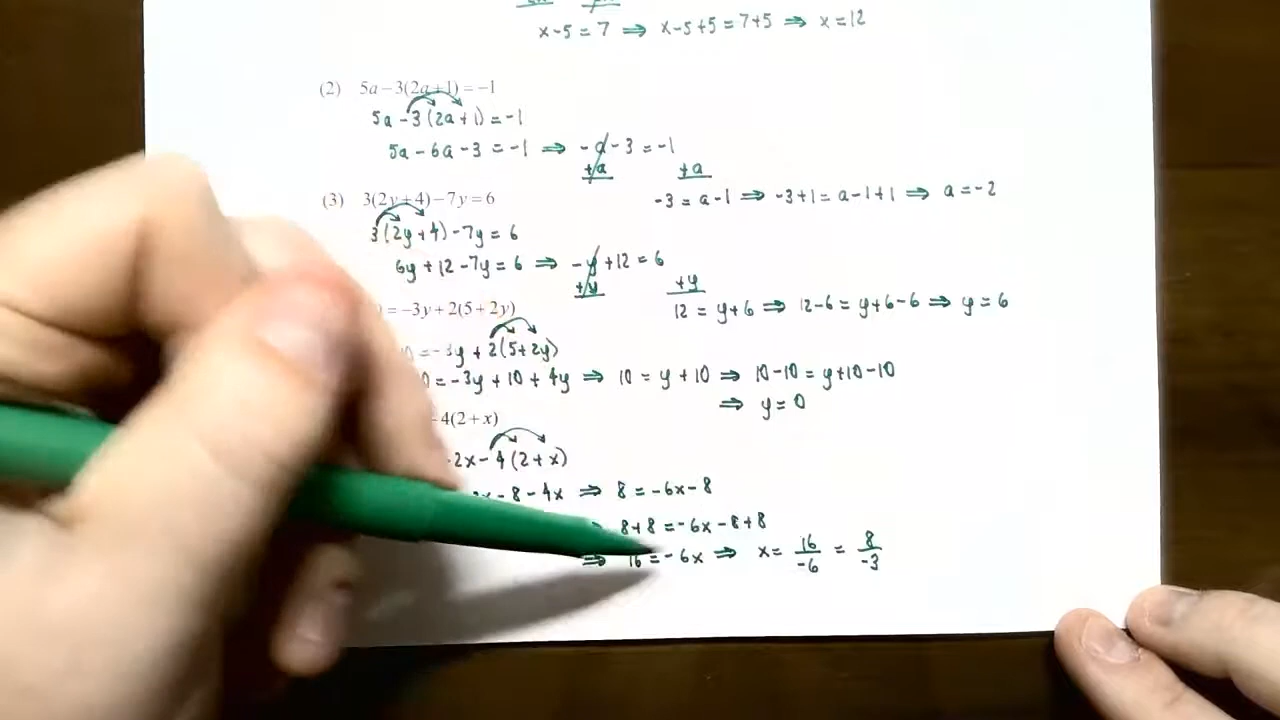 x-5=7 ⇒ x-5+5=7+5 ⇒ x=12
(2) 5a-3(2a+1)=-1
5a-3(2a+1)=-1
5a-6a-3=-1 ⇒ -a-3=-1
+a +a
-3=a-1 ⇒ -3+1=a-1+1 ⇒ a=-2
(3) 3(2y+4)-7y=6
3(2y+4)-7y=6
6y+12-7y=6 ⇒ -y+12=6
+y +y
12=y+6 ⇒ 12-6=y+6-6 ⇒ y=6
=-3y+2(5+2y)
=-3y+2(5+2y)
=-3y+10+4y ⇒ 10=y+10 ⇒ 10-10=y+10-10
⇒ y=0
4(2+x)
2x-4(2+x)
-8-4x ⇒ 8=-6x-8
8+8=-6x-8+8
⇒ 16=-6x ⇒ x=16/-6=8/-3